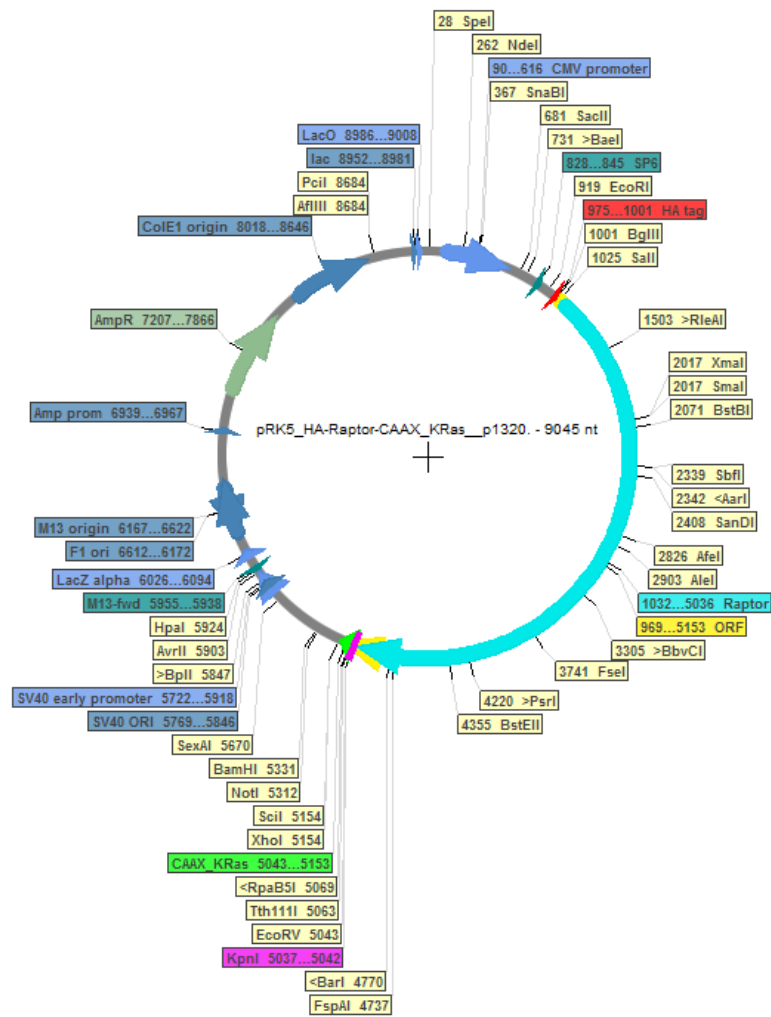 28 SpeI
262 NdeI
90...616 CMV promoter
367 SnaBI
681 SacII
731 >BaeI
828...845 SP6
919 EcoRI
975...1001 HA tag
1001 BglII
1025 SalI
1503 >RleAI
2017 XmaI
2017 SmaI
2071 BstBI
2339 SbfI
2342 <AarI
2408 SanDI
2826 AfeI
2903 AleI
1032...5036 Raptor
969...5153 ORF
3305 >BbvCI
3741 FseI
4220 >PsrI
4355 BstEII
pRK5_HA-Raptor-CAAX_KRas__p1320. - 9045 nt
LacO 8986...9008
lac 8952...8981
PciI 8684
AflIII 8684
ColE1 origin 8018...8646
AmpR 7207...7866
Amp prom 6939...6967
M13 origin 6167...6622
F1 ori 6612...6172
LacZ alpha 6026...6094
M13-fwd 5955...5938
HpaI 5924
AvrII 5903
>BplI 5847
SV40 early promoter 5722...5918
SV40 ORI 5769...5846
SexAI 5670
BamHI 5331
NotI 5312
SciI 5154
XhoI 5154
CAAX_KRas 5043...5153
<RpaB5I 5069
Tth111I 5063
EcoRV 5043
KpnI 5037...5042
<BarI 4770
FspAI 4737